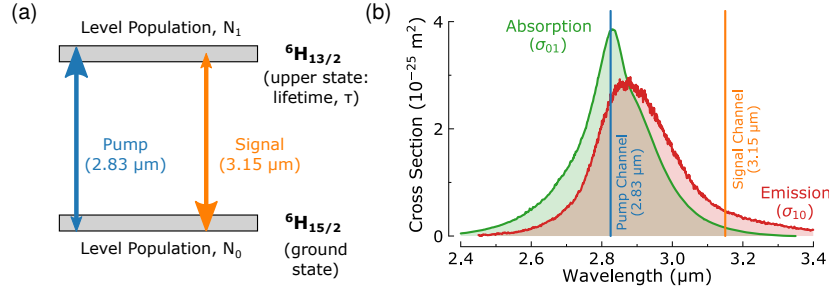 (a)
Level Population, N₁
⁶H₁₃/₂
(upper state:
lifetime, τ)
Pump
(2.83 μm)
Signal
(3.15 μm)
⁶H₁₅/₂
(ground
state)
Level Population, N₀
(b)
Cross Section (10⁻²⁵ m²)
6
4
2
0
Absorption
(σ₀₁)
Pump Channel
(2.83 μm)
Signal Channel
(3.15 μm)
Emission
(σ₁₀)
2.4 2.6 2.8 3.0 3.2 3.4
Wavelength (μm)